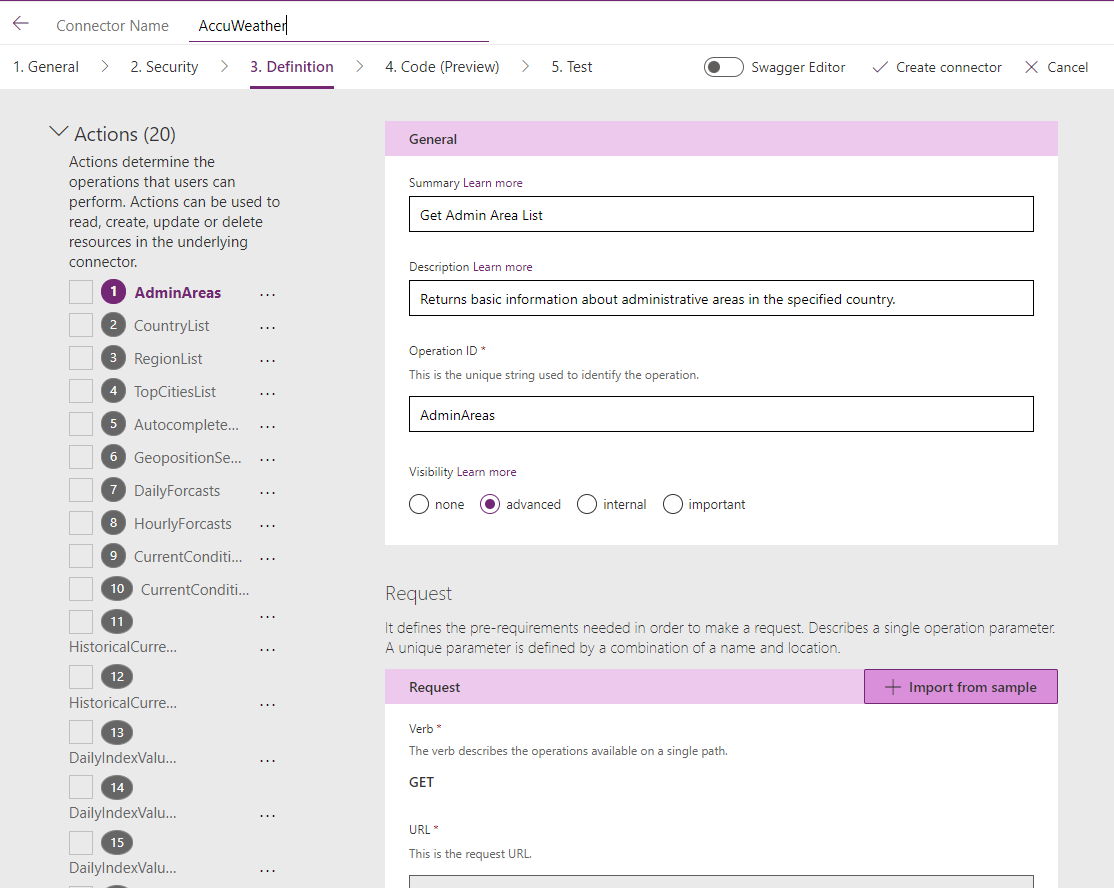 Connector Name AccuWeather
1. General 2. Security 3. Definition 4. Code (Preview) 5. Test Swagger Editor Create connector Cancel
Actions (20)
Actions determine the
operations that users can
perform. Actions can be used to
read, create, update or delete
resources in the underlying
connector.
1 AdminAreas ...
2 CountryList ...
3 RegionList ...
4 TopCitiesList ...
5 Autocomplete... ...
6 GeopositionSe... ...
7 DailyForcasts ...
8 HourlyForcasts ...
9 CurrentConditi... ...
10 CurrentConditi...
...
11
HistoricalCurre... ...
12
HistoricalCurre... ...
13
DailyIndexValu... ...
14
DailyIndexValu... ...
15
DailyIndexValu... ...
General
Summary Learn more
Get Admin Area List
Description Learn more
Returns basic information about administrative areas in the specified country.
Operation ID *
This is the unique string used to identify the operation.
AdminAreas
Visibility Learn more
none advanced internal important
Request
It defines the pre-requirements needed in order to make a request. Describes a single operation parameter.
A unique parameter is defined by a combination of a name and location.
Request Import from sample
Verb *
The verb describes the operations available on a single path.
GET
URL *
This is the request URL.